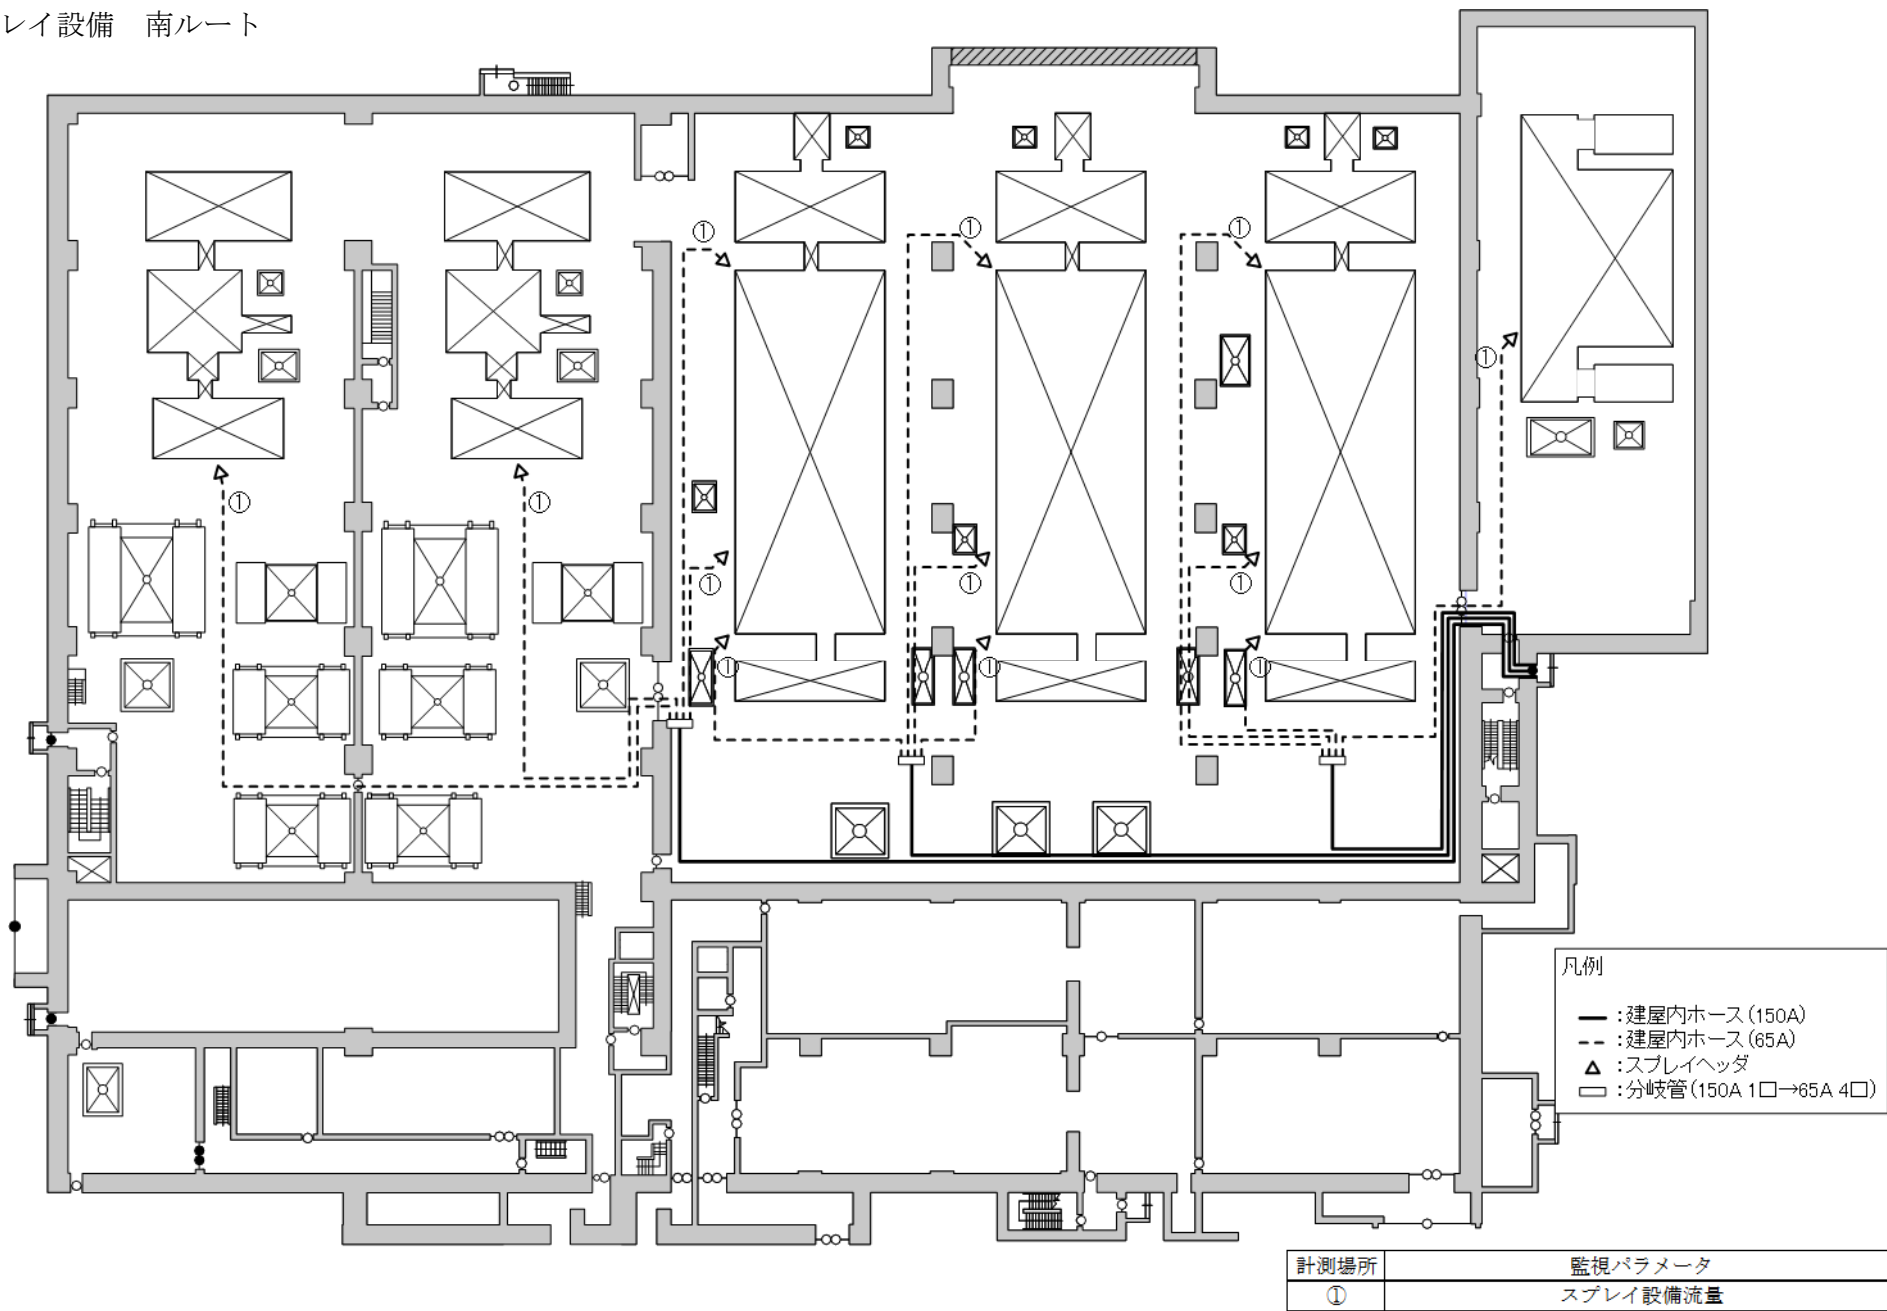 レイ設備　南ルート
①
①
①
①
①
①
①
①
①
①
①
①
凡例
：建屋内ホース(150A)
：建屋内ホース(65A)
：スプレイヘッダ
：分岐管(150A 1口→65A 4口)
計測場所 監視パラメータ
① スプレイ設備流量